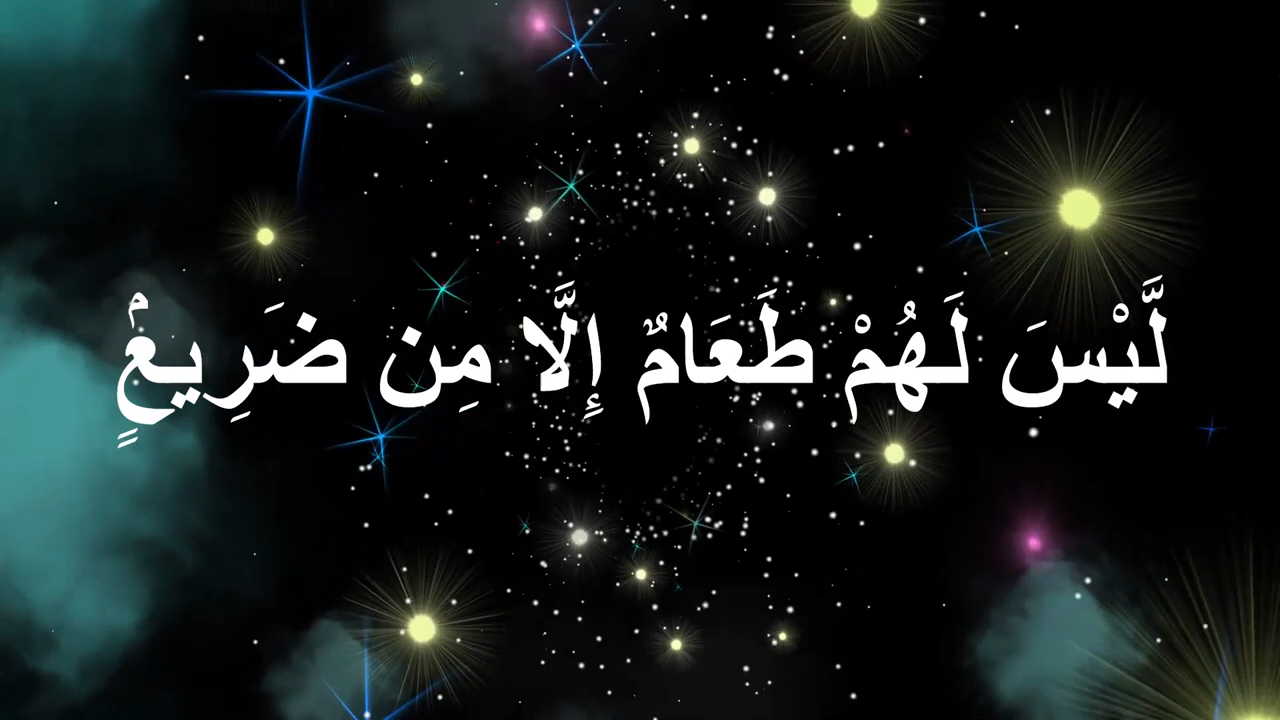 لَّيْسَ لَهُمْ طَعَامٌ إِلَّا مِن ضَرِيعٍۢ